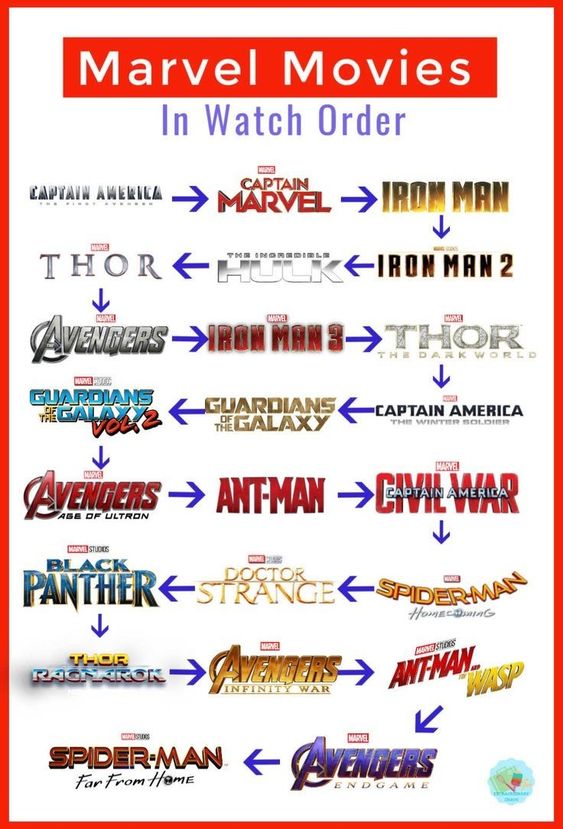 Marvel Movies
In Watch Order
CAPTAIN AMERICA
THE FIRST AVENGER
MARVEL
CAPTAIN
MARVEL
IRON MAN
MARVEL
THOR
THE INCREDIBLE
HULK
MARVEL STUDIOS
IRON MAN 2
MARVEL
AVENGERS
MARVEL
IRON MAN 3
MARVEL
THOR
THE DARK WORLD
MARVEL STUDIOS
GUARDIANS
OF THE GALAXY
VOL. 2
MARVEL
GUARDIANS
OF THE GALAXY
MARVEL
CAPTAIN AMERICA
THE WINTER SOLDIER
MARVEL
AVENGERS
AGE OF ULTRON
ANT-MAN
MARVEL
CAPTAIN AMERICA
CIVIL WAR
MARVEL STUDIOS
BLACK
PANTHER
MARVEL STUDIOS
DOCTOR
STRANGE
MARVEL
SPIDER-MAN
HOMECOMING
THOR
RAGNAROK
MARVEL
AVENGERS
INFINITY WAR
MARVEL STUDIOS
ANT-MAN
AND THE WASP
MARVEL STUDIOS
SPIDER-MAN
Far From Home
MARVEL STUDIOS
AVENGERS
ENDGAME
EXTRAORDINARY
CHAOS